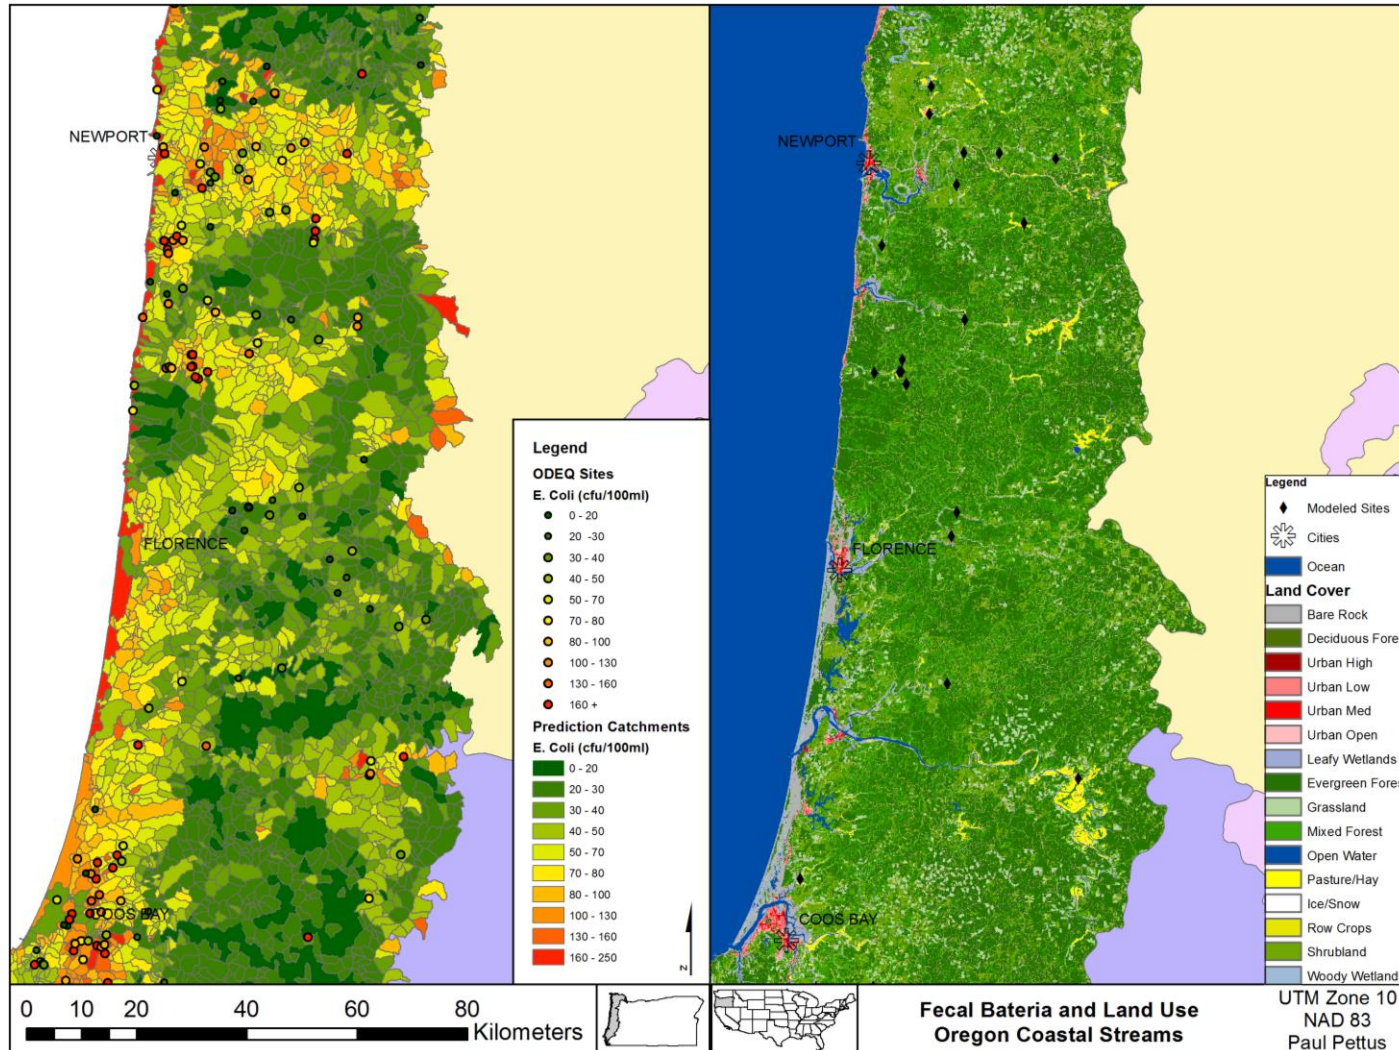 NEWPORT
FLORENCE
COOS BAY
Legend
ODEQ Sites
E. Coli (cfu/100ml)
0 - 20
20 -30
30 - 40
40 - 50
50 - 70
70 - 80
80 - 100
100 - 130
130 - 160
160 +
Prediction Catchments
E. Coli (cfu/100ml)
0 - 20
20 - 30
30 - 40
40 - 50
50 - 70
70 - 80
80 - 100
100 - 130
130 - 160
160 - 250
N
NEWPORT
FLORENCE
COOS BAY
Legend
Modeled Sites
Cities
Ocean
Land Cover
Bare Rock
Deciduous Fore
Urban High
Urban Low
Urban Med
Urban Open
Leafy Wetlands
Evergreen Fores
Grassland
Mixed Forest
Open Water
Pasture/Hay
Ice/Snow
Row Crops
Shrubland
Woody Wetland
0 10 20 40 60 80
Kilometers
Fecal Bateria and Land Use
Oregon Coastal Streams
UTM Zone 10
NAD 83
Paul Pettus